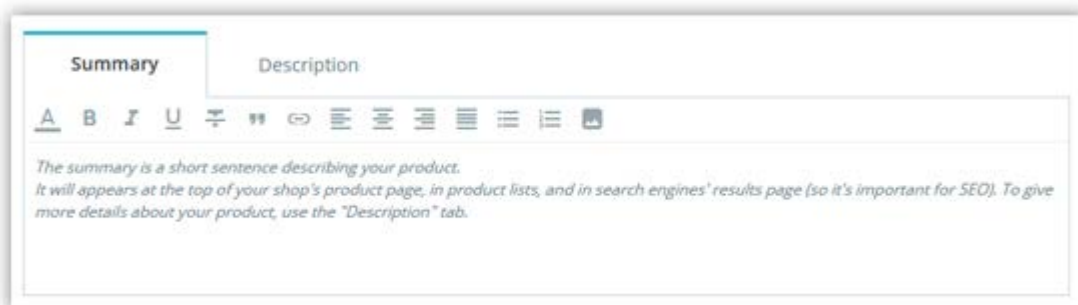 Summary
Description
A B I U T
The summary is a short sentence describing your product.
It will appears at the top of your shop's product page, in product lists, and in search engines' results page (so it's important for SEO). To give
more details about your product, use the "Description" tab.